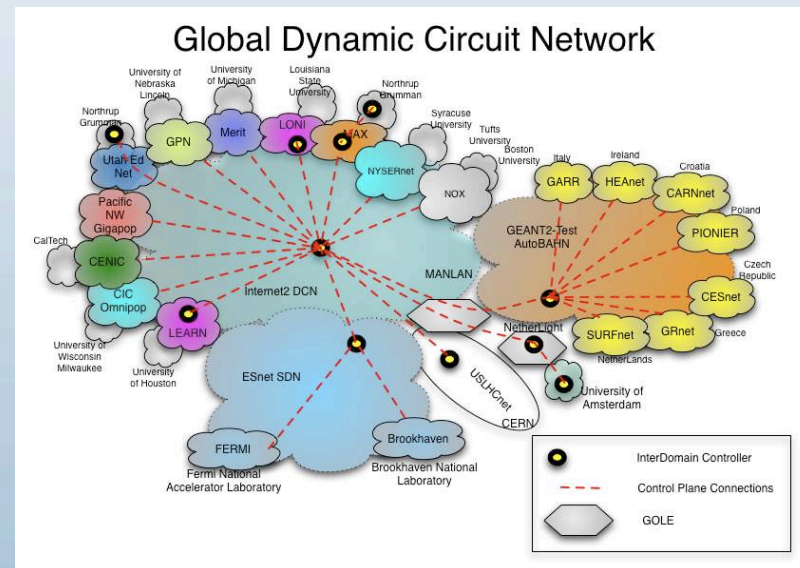 Global Dynamic Circuit Network
University of
Nebraska
Lincoln
University
of Michigan
Louisiana
State
University
Northrup
Grumman
Northrup
Grumman
Syracuse
University
Tufts
University
Boston
University
GPN
Merit
LONI
MAX
NYSERnet
NOX
Utah Ed
Net
Pacific
NW
Gigapop
CalTech
CENIC
CIC
Omnipop
LEARN
University of
Wisconsin
Milwaukee
University
of Houston
Internet2 DCN
MANLAN
Italy
GARR
Ireland
HEAnet
Croatia
CARNnet
Poland
PIONIER
GEANT2-Test
AutoBAHN
Czech
Republic
CESnet
GRnet
Greece
SURFnet
NetherLands
NetherLight
University of
Amsterdam
USLHCnet
CERN
ESnet SDN
FERMI
Fermi National
Accelerator Laboratory
Brookhaven
Brookhaven National
Laboratory
InterDomain Controller
Control Plane Connections
GOLE